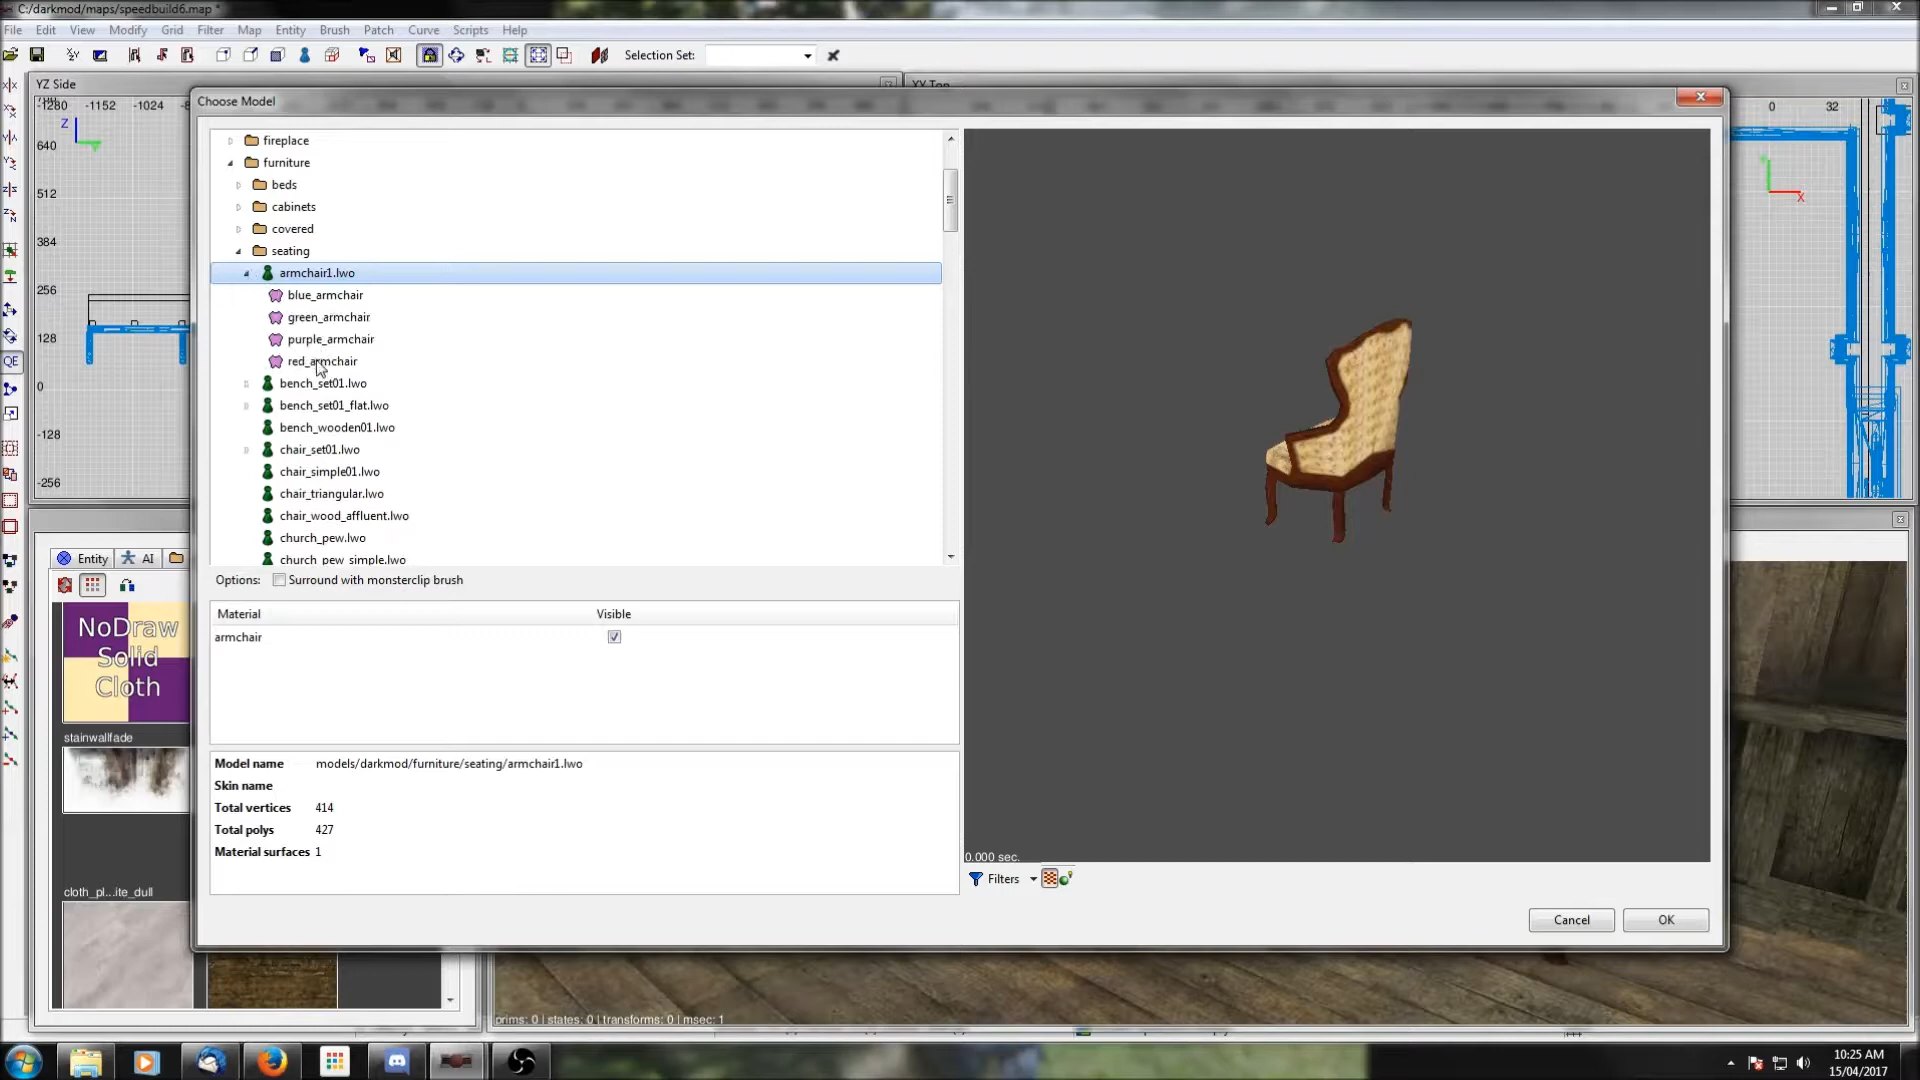 C:/darkmod/maps/speedbuild6.map *
File Edit View Modify Grid Filter Map Entity Brush Patch Curve Scripts Help
Selection Set:
YZ Side
XY Top
-1280 -1152 -1024
0 32
Z
640
512
384
256
128
0
-128
-256
X
QE
Choose Model
fireplace
furniture
beds
cabinets
covered
seating
armchair1.lwo
blue_armchair
green_armchair
purple_armchair
red_armchair
bench_set01.lwo
bench_set01_flat.lwo
bench_wooden01.lwo
chair_set01.lwo
chair_simple01.lwo
chair_triangular.lwo
chair_wood_affluent.lwo
church_pew.lwo
church_pew_simple.lwo
Options: Surround with monsterclip brush
Material Visible
armchair
Model name models/darkmod/furniture/seating/armchair1.lwo
Skin name
Total vertices 414
Total polys 427
Material surfaces 1
0.000 sec.
Filters
Cancel OK
Entity AI
NoDraw
Solid
Cloth
stainwallfade
cloth_pl...ite_dull
prims: 0 | states: 0 | transforms: 0 | msec: 1
10:25 AM
15/04/2017